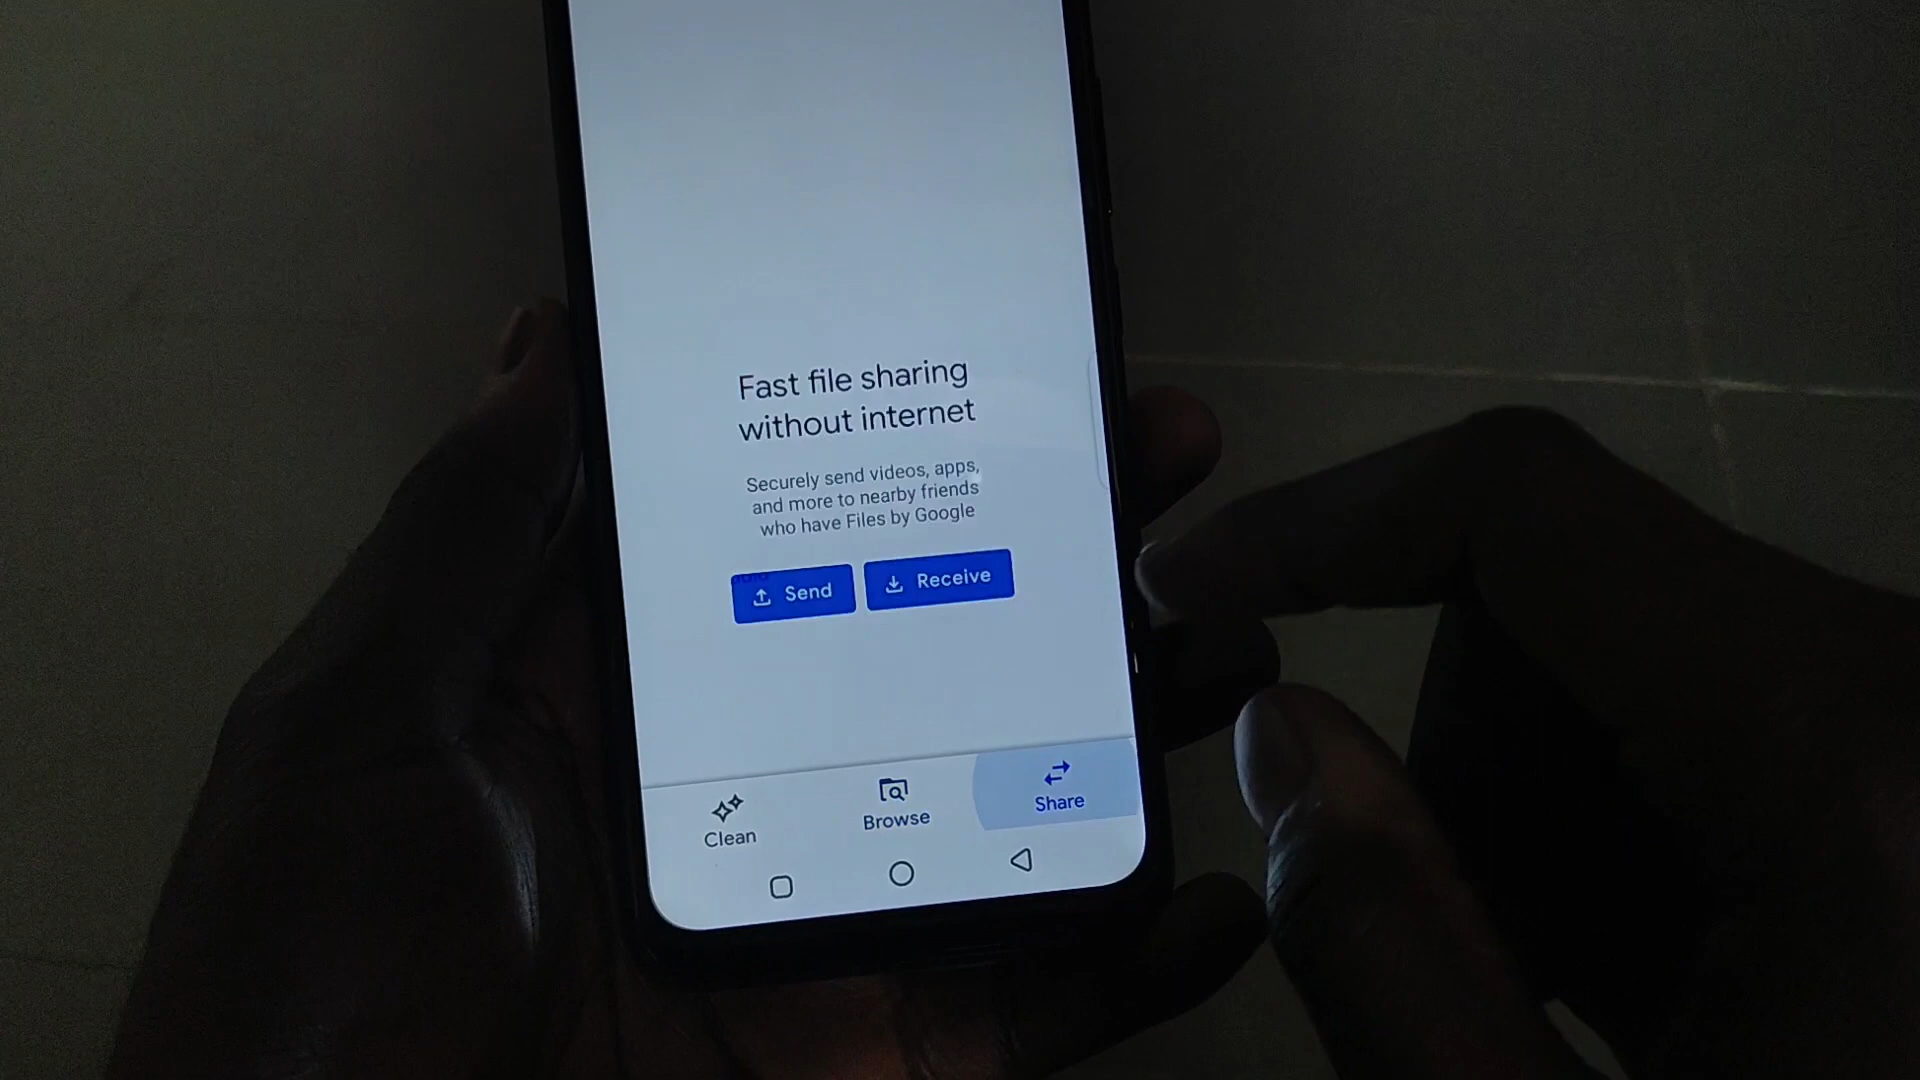 Fast file sharing
without internet
Securely send videos, apps,
and more to nearby friends
who have Files by Google
Send
Receive
Clean
Browse
Share